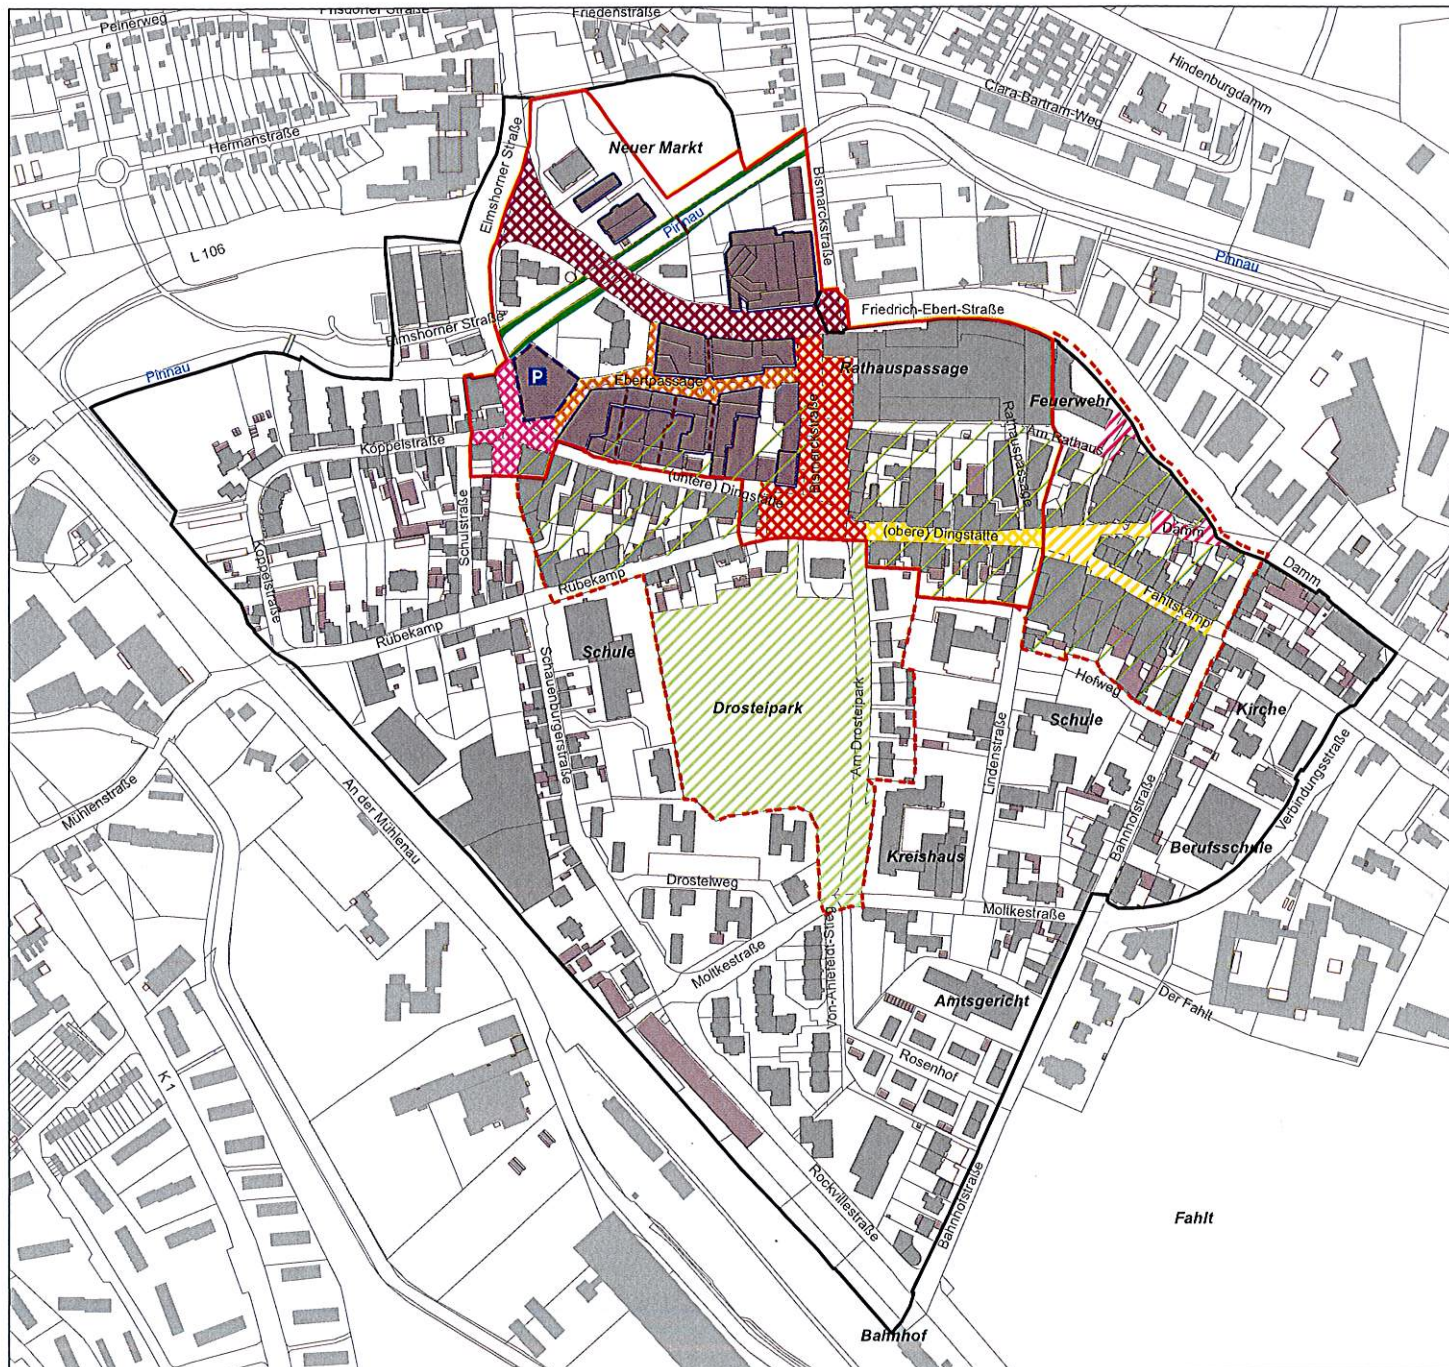 Peinerweg
Prisdorfer Straße
Friedenstraße
Hindenburgdamm
Clara-Bartram-Weg
Hermanstraße
Elmshorner Straße
Neuer Markt
Bismarckstraße
Pinnau
L 106
Pinnau
Friedrich-Ebert-Straße
Elmshorner Straße
Pinnau
P
Ebertpassage
Rathauspassage
Feuerwehr
Am Rathaus
Rathauspassage
Koppelstraße
Bismarckstraße
(untere) Dingstätte
(obere) Dingstätte
Damm
Damm
Schulstraße
Koppelstraße
Rübekamp
Fahltskamp
Rübekamp
Schule
Schauenburgerstraße
Drosteipark
Am Drosteipark
Hofweg
Schule
Kirche
Lindenstraße
Verbindungsstraße
Mühlenstraße
An der Mühlenau
Bahnhofstraße
Kreishaus
Berufsschule
Drosteiweg
Moltkestraße
Moltkestraße
von-Ahlefeldt-Stieg
Amtsgericht
Der Fahlt
Rosenhof
K 1
Rockvillestraße
Bahnhofstraße
Fahlt
Bahnhof